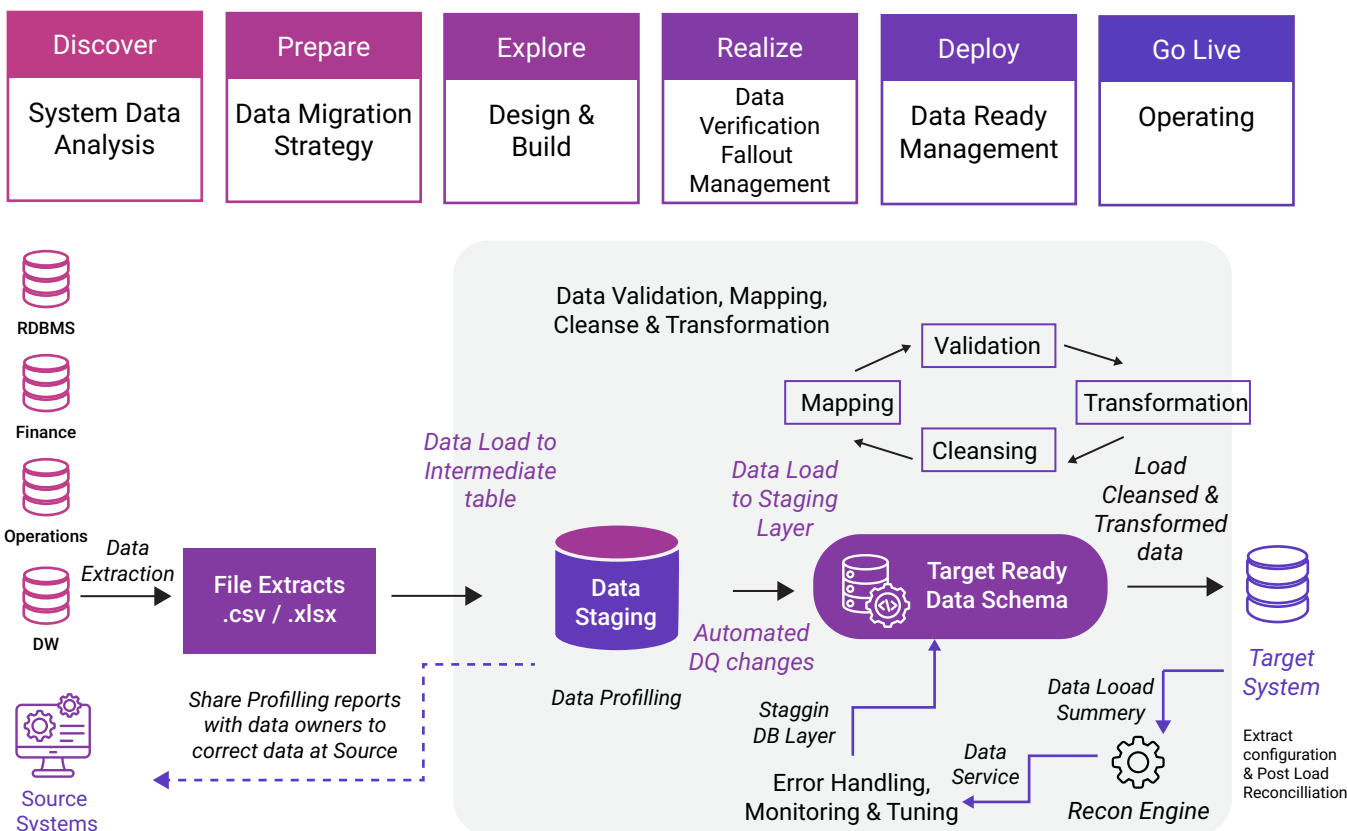 Discover
System Data
Analysis
Prepare
Data Migration
Strategy
Explore
Design &
Build
Realize
Data
Verification
Fallout
Management
Deploy
Data Ready
Management
Go Live
Operating
RDBMS
Finance
Operations
DW
Source
Systems
Data
Extraction
File Extracts
.csv / .xlsx
Share Profilling reports
with data owners to
correct data at Source
Data Load to
Intermediate
table
Data Validation, Mapping,
Cleanse & Transformation
Data
Staging
Data Profilling
Data Load
to Staging
Layer
Automated
DQ changes
Mapping
Validation
Transformation
Cleansing
Target Ready
Data Schema
Load
Cleansed &
Transformed
data
Target
System
Extract
configuration
& Post Load
Reconcilliation
Data Looad
Summery
Recon Engine
Data
Service
Error Handling,
Monitoring & Tuning
Staggin
DB Layer